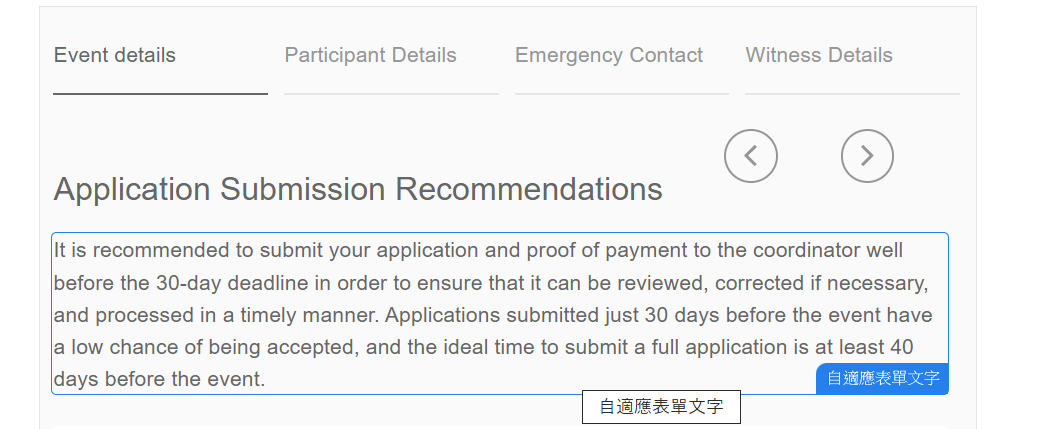 Event details
Participant Details
Emergency Contact
Witness Details
Application Submission Recommendations
It is recommended to submit your application and proof of payment to the coordinator well
before the 30-day deadline in order to ensure that it can be reviewed, corrected if necessary,
and processed in a timely manner. Applications submitted just 30 days before the event have
a low chance of being accepted, and the ideal time to submit a full application is at least 40
days before the event.
自適應表單文字
自適應表單文字